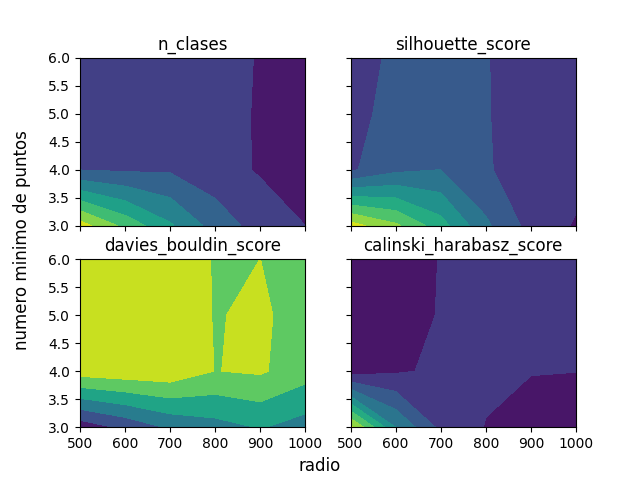 n_clases
silhouette_score
6.0
5.5
5.0
4.5
4.0
3.5
3.0
davies_bouldin_score
calinski_harabasz_score
6.0
5.5
5.0
4.5
4.0
3.5
3.0
500 600 700 800 900 1000
500 600 700 800 900 1000
numero minimo de puntos
radio